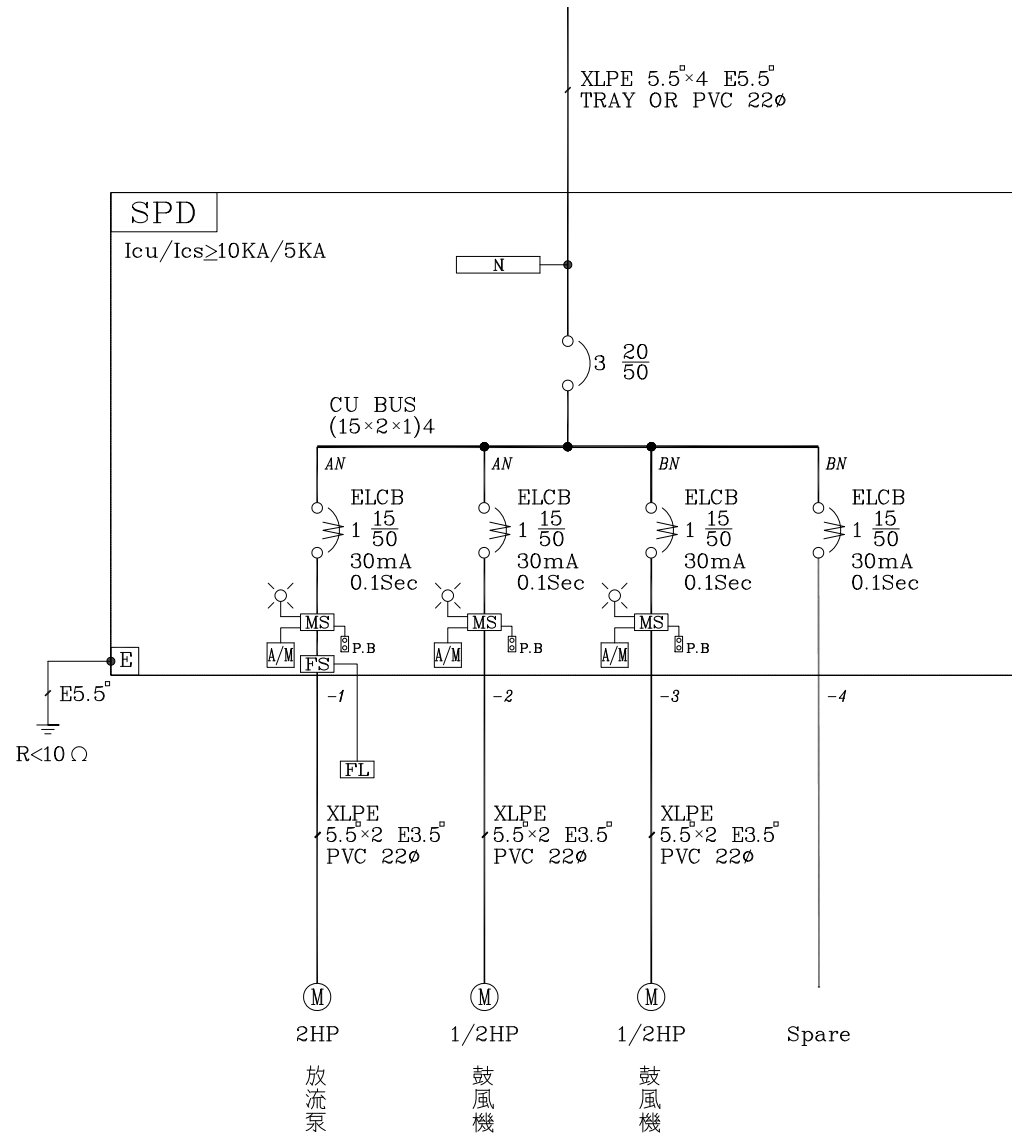 XLPE 5.5□×4 E5.5□
TRAY OR PVC 22ø
SPD
Icu/Ics≥10KA/5KA
N
3 20/50
CU BUS
(15×2×1)4
AN
AN
BN
BN
ELCB
1 15/50
30mA
0.1Sec
ELCB
1 15/50
30mA
0.1Sec
ELCB
1 15/50
30mA
0.1Sec
ELCB
1 15/50
30mA
0.1Sec
MS
A/M
P.B
FS
MS
A/M
P.B
MS
A/M
P.B
E
E5.5□
R<10Ω
-1
-2
-3
-4
FL
XLPE
5.5□×2 E3.5□
PVC 22ø
XLPE
5.5□×2 E3.5□
PVC 22ø
XLPE
5.5□×2 E3.5□
PVC 22ø
M
M
M
2HP
1/2HP
1/2HP
Spare
放流泵
鼓風機
鼓風機